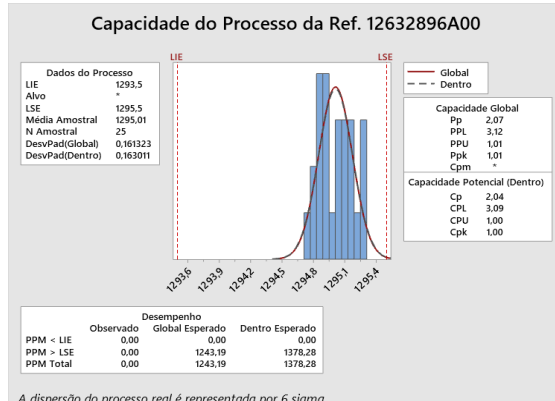 Capacidade do Processo da Ref. 12632896A00
LIE
LSE
Dados do Processo
LIE 1293,5
Alvo *
LSE 1295,5
Média Amostral 1295,01
N Amostral 25
DesvPad(Global) 0,161323
DesvPad(Dentro) 0,163011
Global
Dentro
Capacidade Global
Pp 2,07
PPL 3,12
PPU 1,01
Ppk 1,01
Cpm *
Capacidade Potencial (Dentro)
Cp 2,04
CPL 3,09
CPU 1,00
Cpk 1,00
1293,6 1293,9 1294,2 1294,5 1294,8 1295,1 1295,4
Desempenho
Observado Global Esperado Dentro Esperado
PPM < LIE 0,00 0,00 0,00
PPM > LSE 0,00 1243,19 1378,28
PPM Total 0,00 1243,19 1378,28
A dispersão do processo real é representada por 6 sigma.